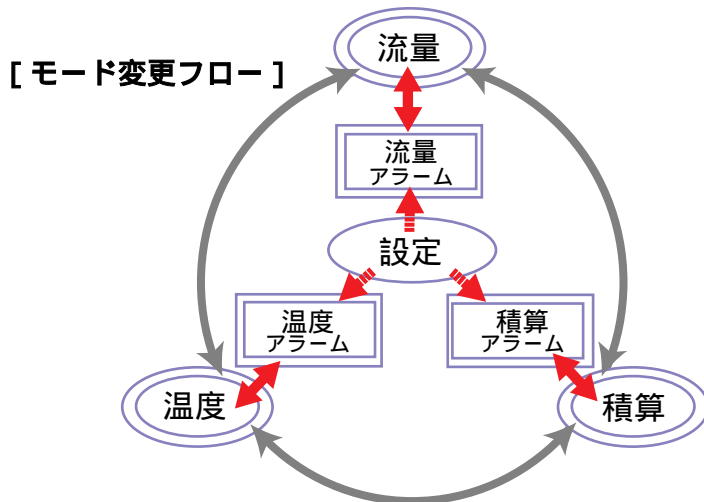 流量
[ モード変更フロー ]
流量
アラーム
設定
温度
アラーム
積算
アラーム
温度
積算